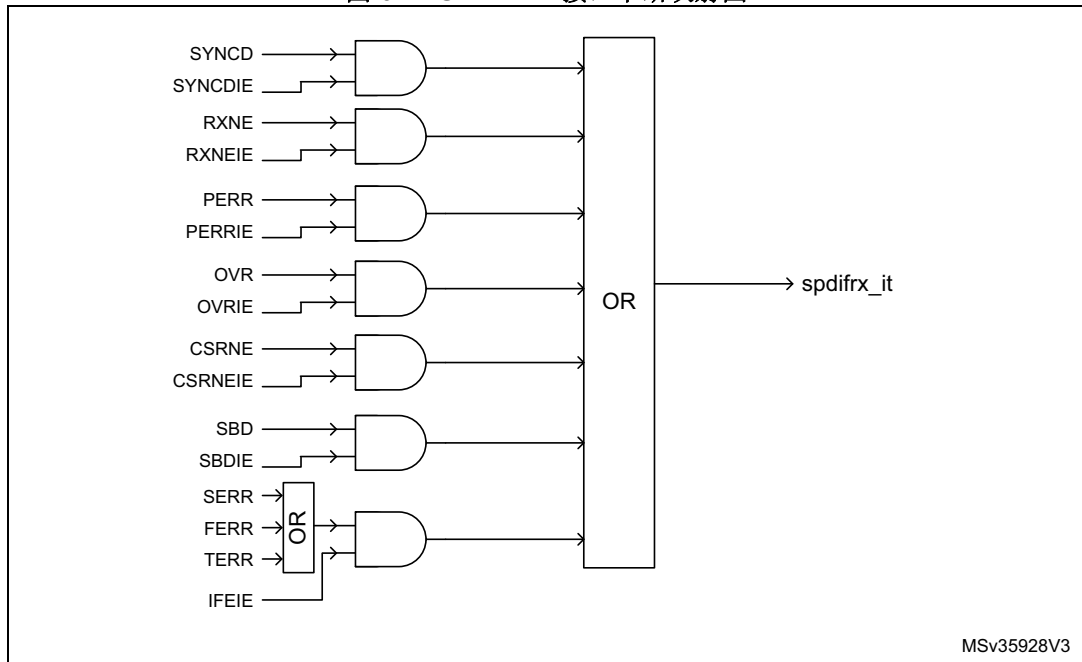 SYNCD
SYNCDIE
RXNE
RXNEIE
PERR
PERRIE
OVR
OVRIE
CSRNE
CSRNEIE
SBD
SBDIE
SERR
FERR
TERR
OR
IFEIE
OR
spdifrx_it
MSv35928V3